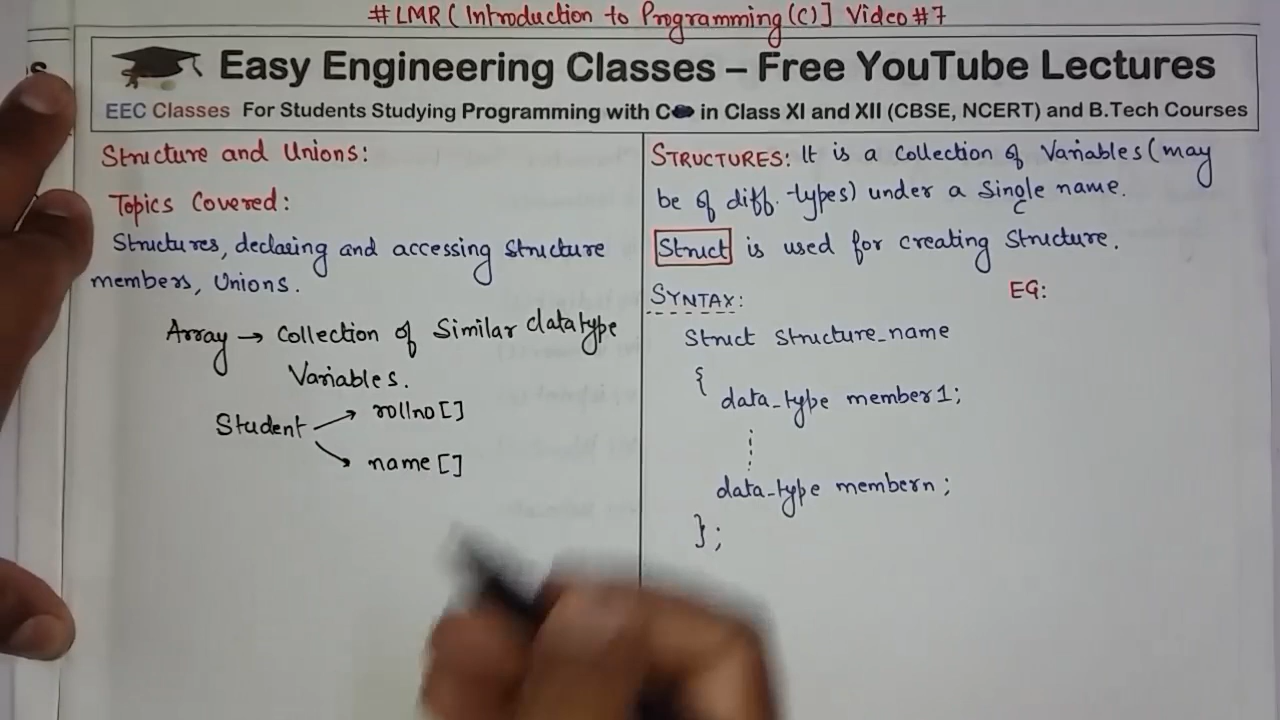 #LMR (Introduction to Programming (C)] Video #7
Easy Engineering Classes – Free YouTube Lectures
EEC Classes For Students Studying Programming with C in Class XI and XII (CBSE, NCERT) and B.Tech Courses
Structure and Unions:
Topics Covered:
Structures, declaring and accessing structure
members, Unions.
Array → Collection of Similar datatype
Variables.
Student → rollno[]
→ name[]
STRUCTURES: It is a collection of Variables (may
be of diff. types) under a single name.
C
Struct is used for creating Structure.
SYNTAX:
EG:
Struct Structure_name
{
data_type member1;
data_type membern;
};